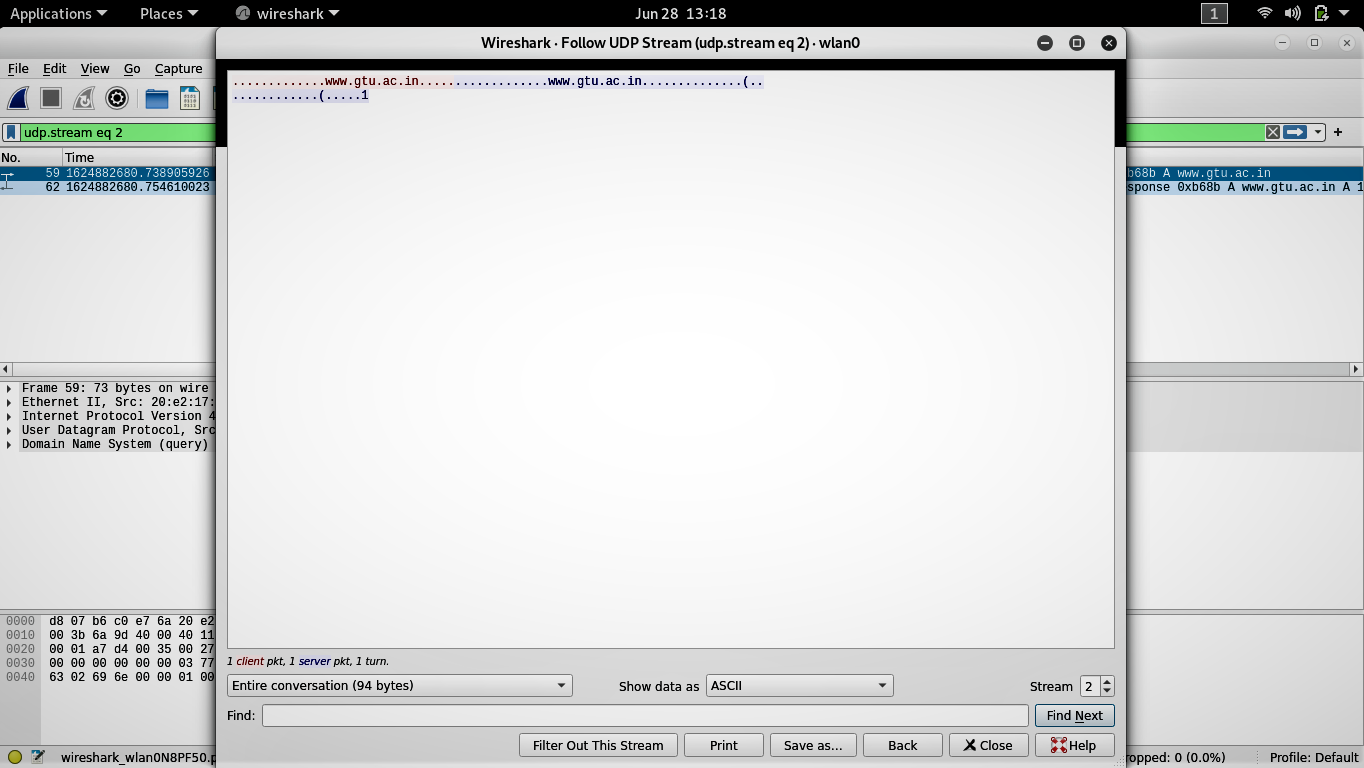 Applications Places wireshark Jun 28 13:18 1
Wireshark · Follow UDP Stream (udp.stream eq 2) · wlan0
File Edit View Go Capture
udp.stream eq 2
No. Time
59 1624882680.738905926 b68b A www.gtu.ac.in
62 1624882680.754610023 sponse 0xb68b A www.gtu.ac.in A 1
.............www.gtu.ac.in..................www.gtu.ac.in..............(..
............(.....1
Frame 59: 73 bytes on wire
Ethernet II, Src: 20:e2:17:
Internet Protocol Version 4
User Datagram Protocol, Src
Domain Name System (query)
0000 d8 07 b6 c0 e7 6a 20 e2
0010 00 3b 6a 9d 40 00 40 11
0020 00 01 a7 d4 00 35 00 27
0030 00 00 00 00 00 00 03 77
0040 63 02 69 6e 00 00 01 00
1 client pkt, 1 server pkt, 1 turn.
Entire conversation (94 bytes) Show data as ASCII Stream 2
Find: Find Next
Filter Out This Stream Print Save as... Back Close Help
wireshark_wlan0N8PF50.p ropped: 0 (0.0%) Profile: Default